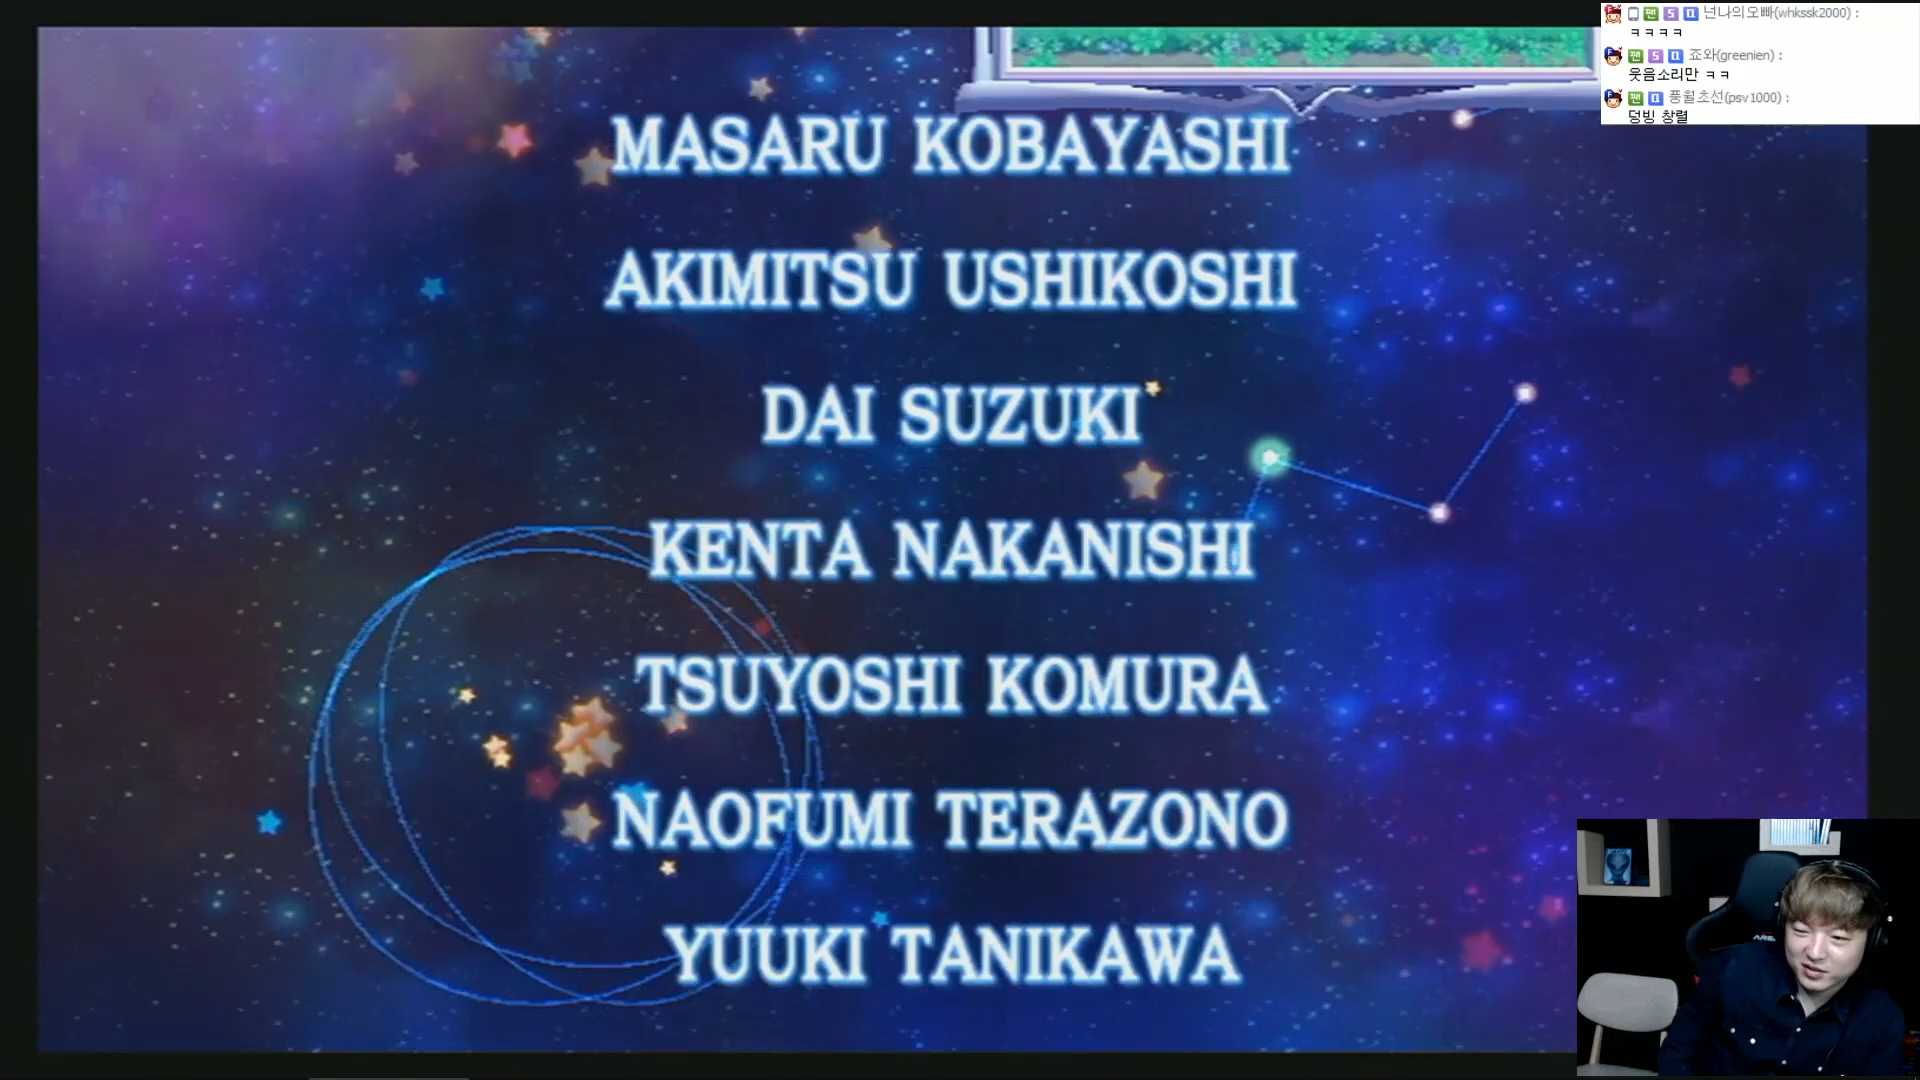 넌나의오빠(whkssk2000) :
ㅋㅋㅋㅋ
죠와(greenien) :
웃음소리만 ㅋㅋ
풍월초선(psv1000) :
덩빙 창렬
MASARU KOBAYASHI
AKIMITSU USHIKOSHI
DAI SUZUKI
KENTA NAKANISHI
TSUYOSHI KOMURA
NAOFUMI TERAZONO
YUUKI TANIKAWA